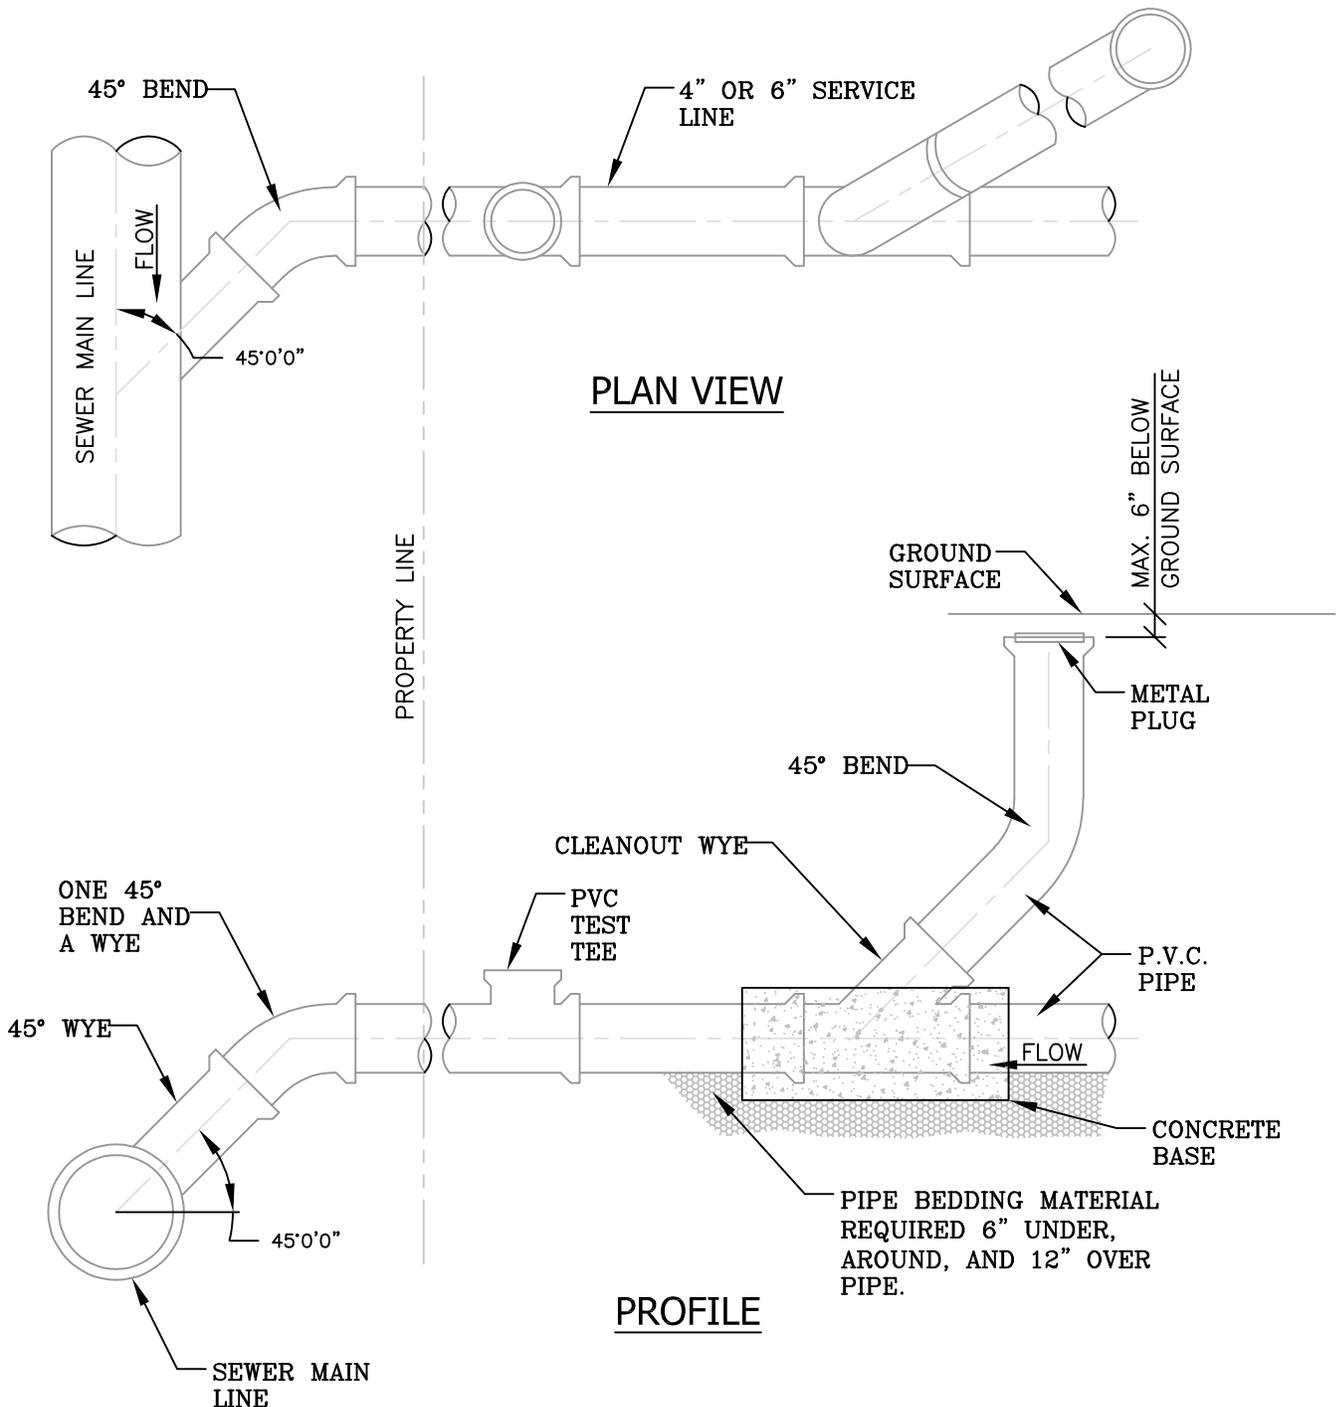 45° BEND
4” OR 6” SERVICE
LINE
FLOW
SEWER MAIN LINE
45°0'0”
PLAN VIEW
MAX. 6” BELOW
GROUND SURFACE
PROPERTY LINE
GROUND
SURFACE
METAL
PLUG
45° BEND
CLEANOUT WYE
ONE 45°
BEND AND
A WYE
PVC
TEST
TEE
P.V.C.
PIPE
45° WYE
FLOW
CONCRETE
BASE
PIPE BEDDING MATERIAL
REQUIRED 6” UNDER,
AROUND, AND 12” OVER
PIPE.
45°0'0”
PROFILE
SEWER MAIN
LINE